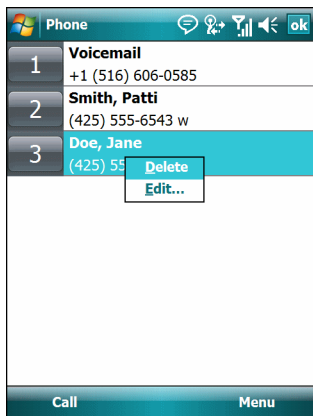 Phone
ok
1
Voicemail
+1 (516) 606-0585
2
Smith, Patti
(425) 555-6543 w
3
Doe, Jane
(425) 55
Delete
Edit...
Call
Menu